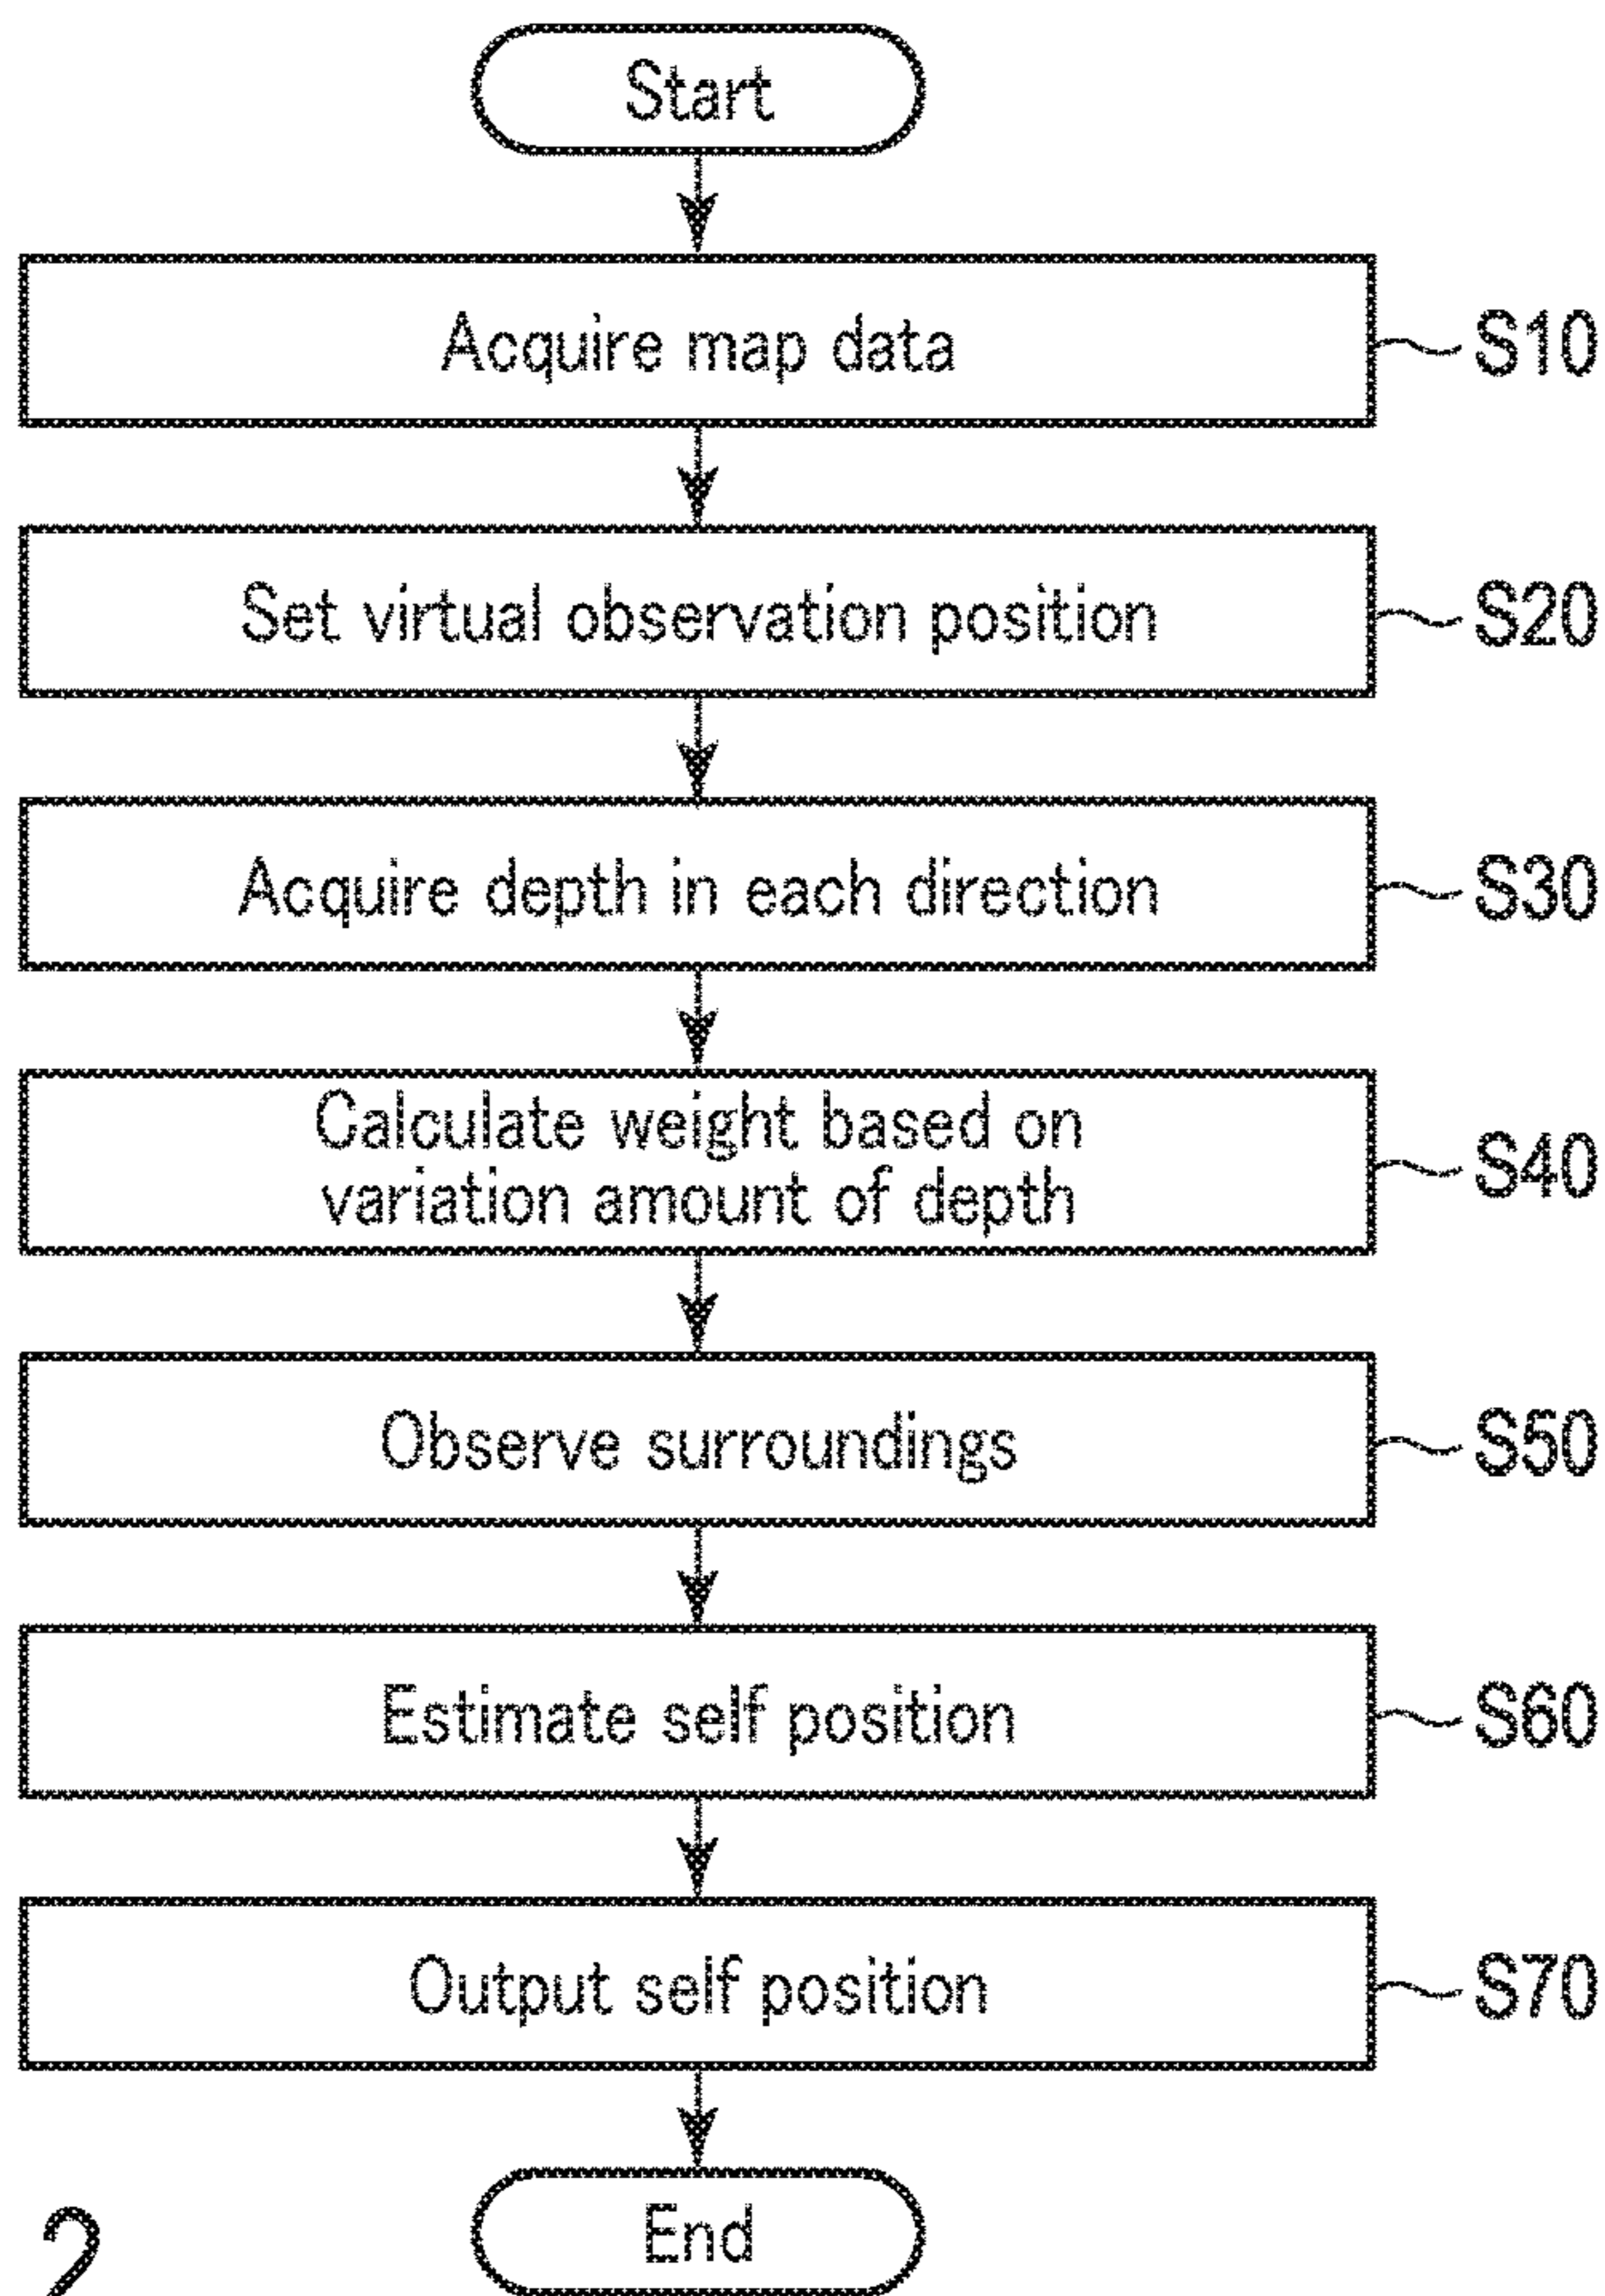 Start
Acquire map data
S10
Set virtual observation position
S20
Acquire depth in each direction
S30
Calculate weight based on
variation amount of depth
S40
Observe surroundings
S50
Estimate self position
S60
Output self position
S70
End
2